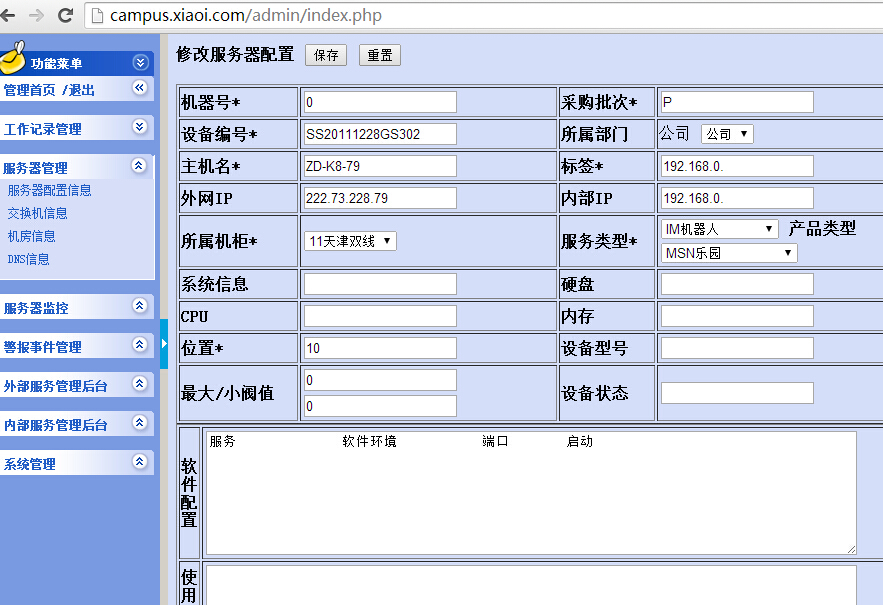 campus.xiaoi.com/admin/index.php
功能菜单
管理首页 /退出
工作记录管理
服务器管理
服务器配置信息
交换机信息
机房信息
DNS信息
服务器监控
警报事件管理
外部服务管理后台
内部服务管理后台
系统管理
修改服务器配置 保存 重置
机器号* 0 采购批次* P
设备编号* SS20111228GS302 所属部门 公司 公司
主机名* ZD-K8-79 标签* 192.168.0.
外网IP 222.73.228.79 内部IP 192.168.0.
所属机柜* 11天津双线 服务类型* IM机器人 产品类型
MSN乐园
系统信息 硬盘
CPU 内存
位置* 10 设备型号
最大/小阀值 0 设备状态
0
软件配置
服务 软件环境 端口 启动
使用